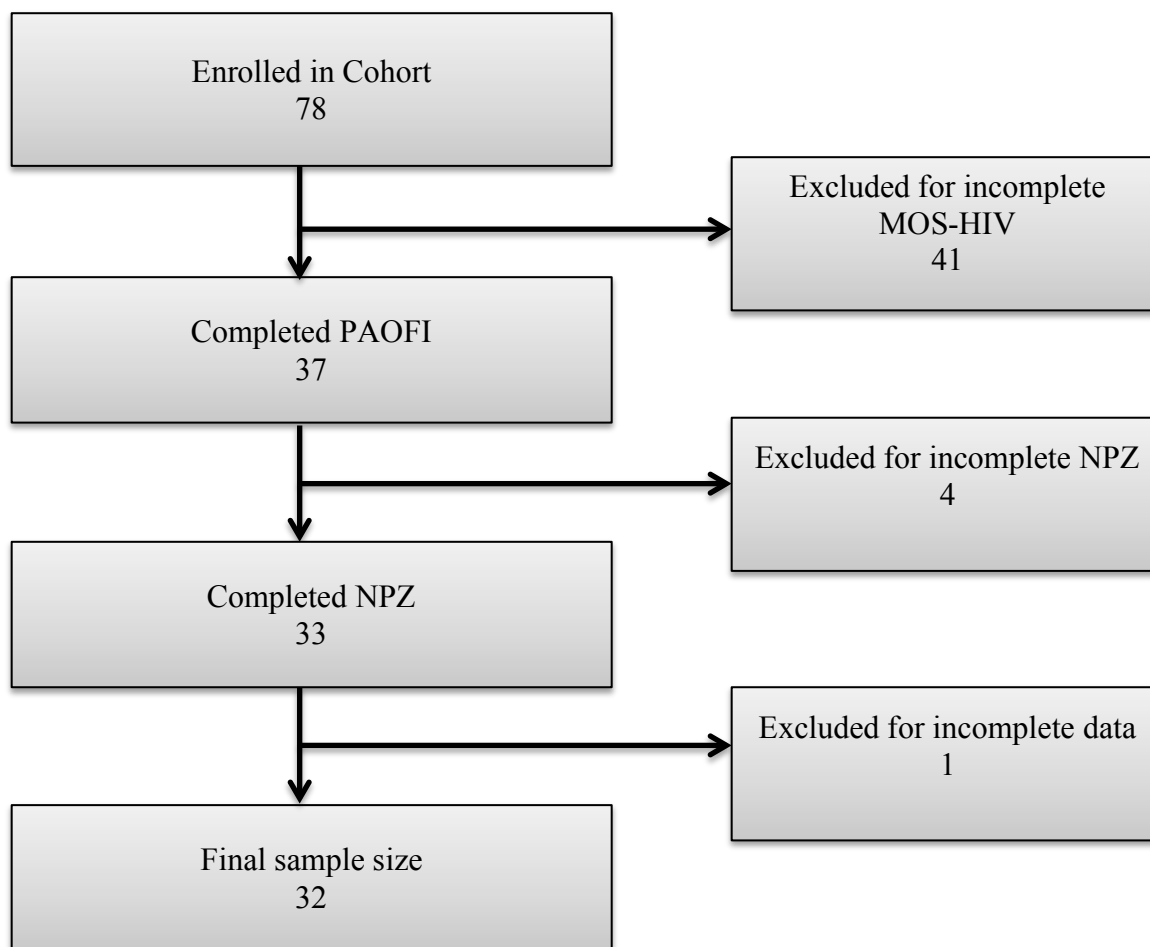 Enrolled in Cohort
78
Excluded for incomplete
MOS-HIV
41
Completed PAOFI
37
Excluded for incomplete NPZ
4
Completed NPZ
33
Excluded for incomplete data
1
Final sample size
32